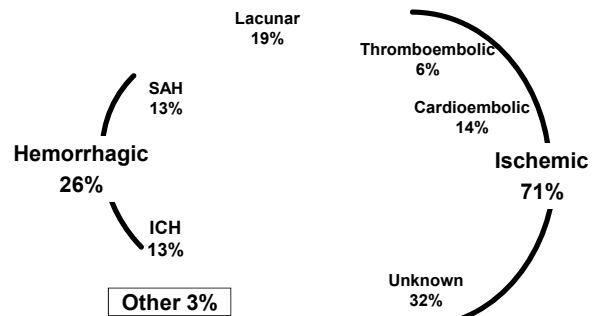 Lacunar
19%
Thromboembolic
6%
SAH
13%
Cardioembolic
14%
Hemorrhagic
26%
Ischemic
71%
ICH
13%
Unknown
32%
Other 3%